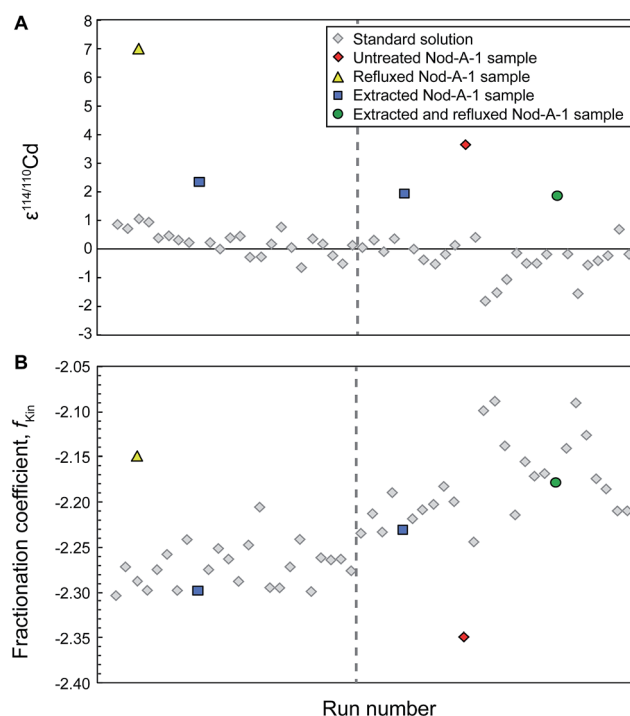 A
8
7
6
5
4
3
2
1
0
-1
-2
-3
ε114/110Cd
Standard solution
Untreated Nod-A-1 sample
Refluxed Nod-A-1 sample
Extracted Nod-A-1 sample
Extracted and refluxed Nod-A-1 sample
B
-2.05
-2.10
-2.15
-2.20
-2.25
-2.30
-2.35
-2.40
Fractionation coefficient, fKin
Run number